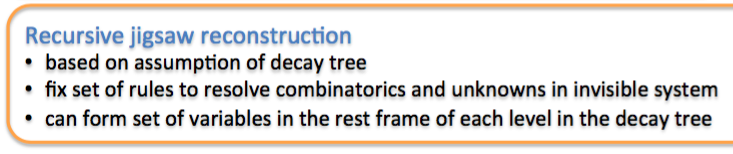 Recursive jigsaw reconstruction
• based on assumption of decay tree
• fix set of rules to resolve combinatorics and unknowns in invisible system
• can form set of variables in the rest frame of each level in the decay tree